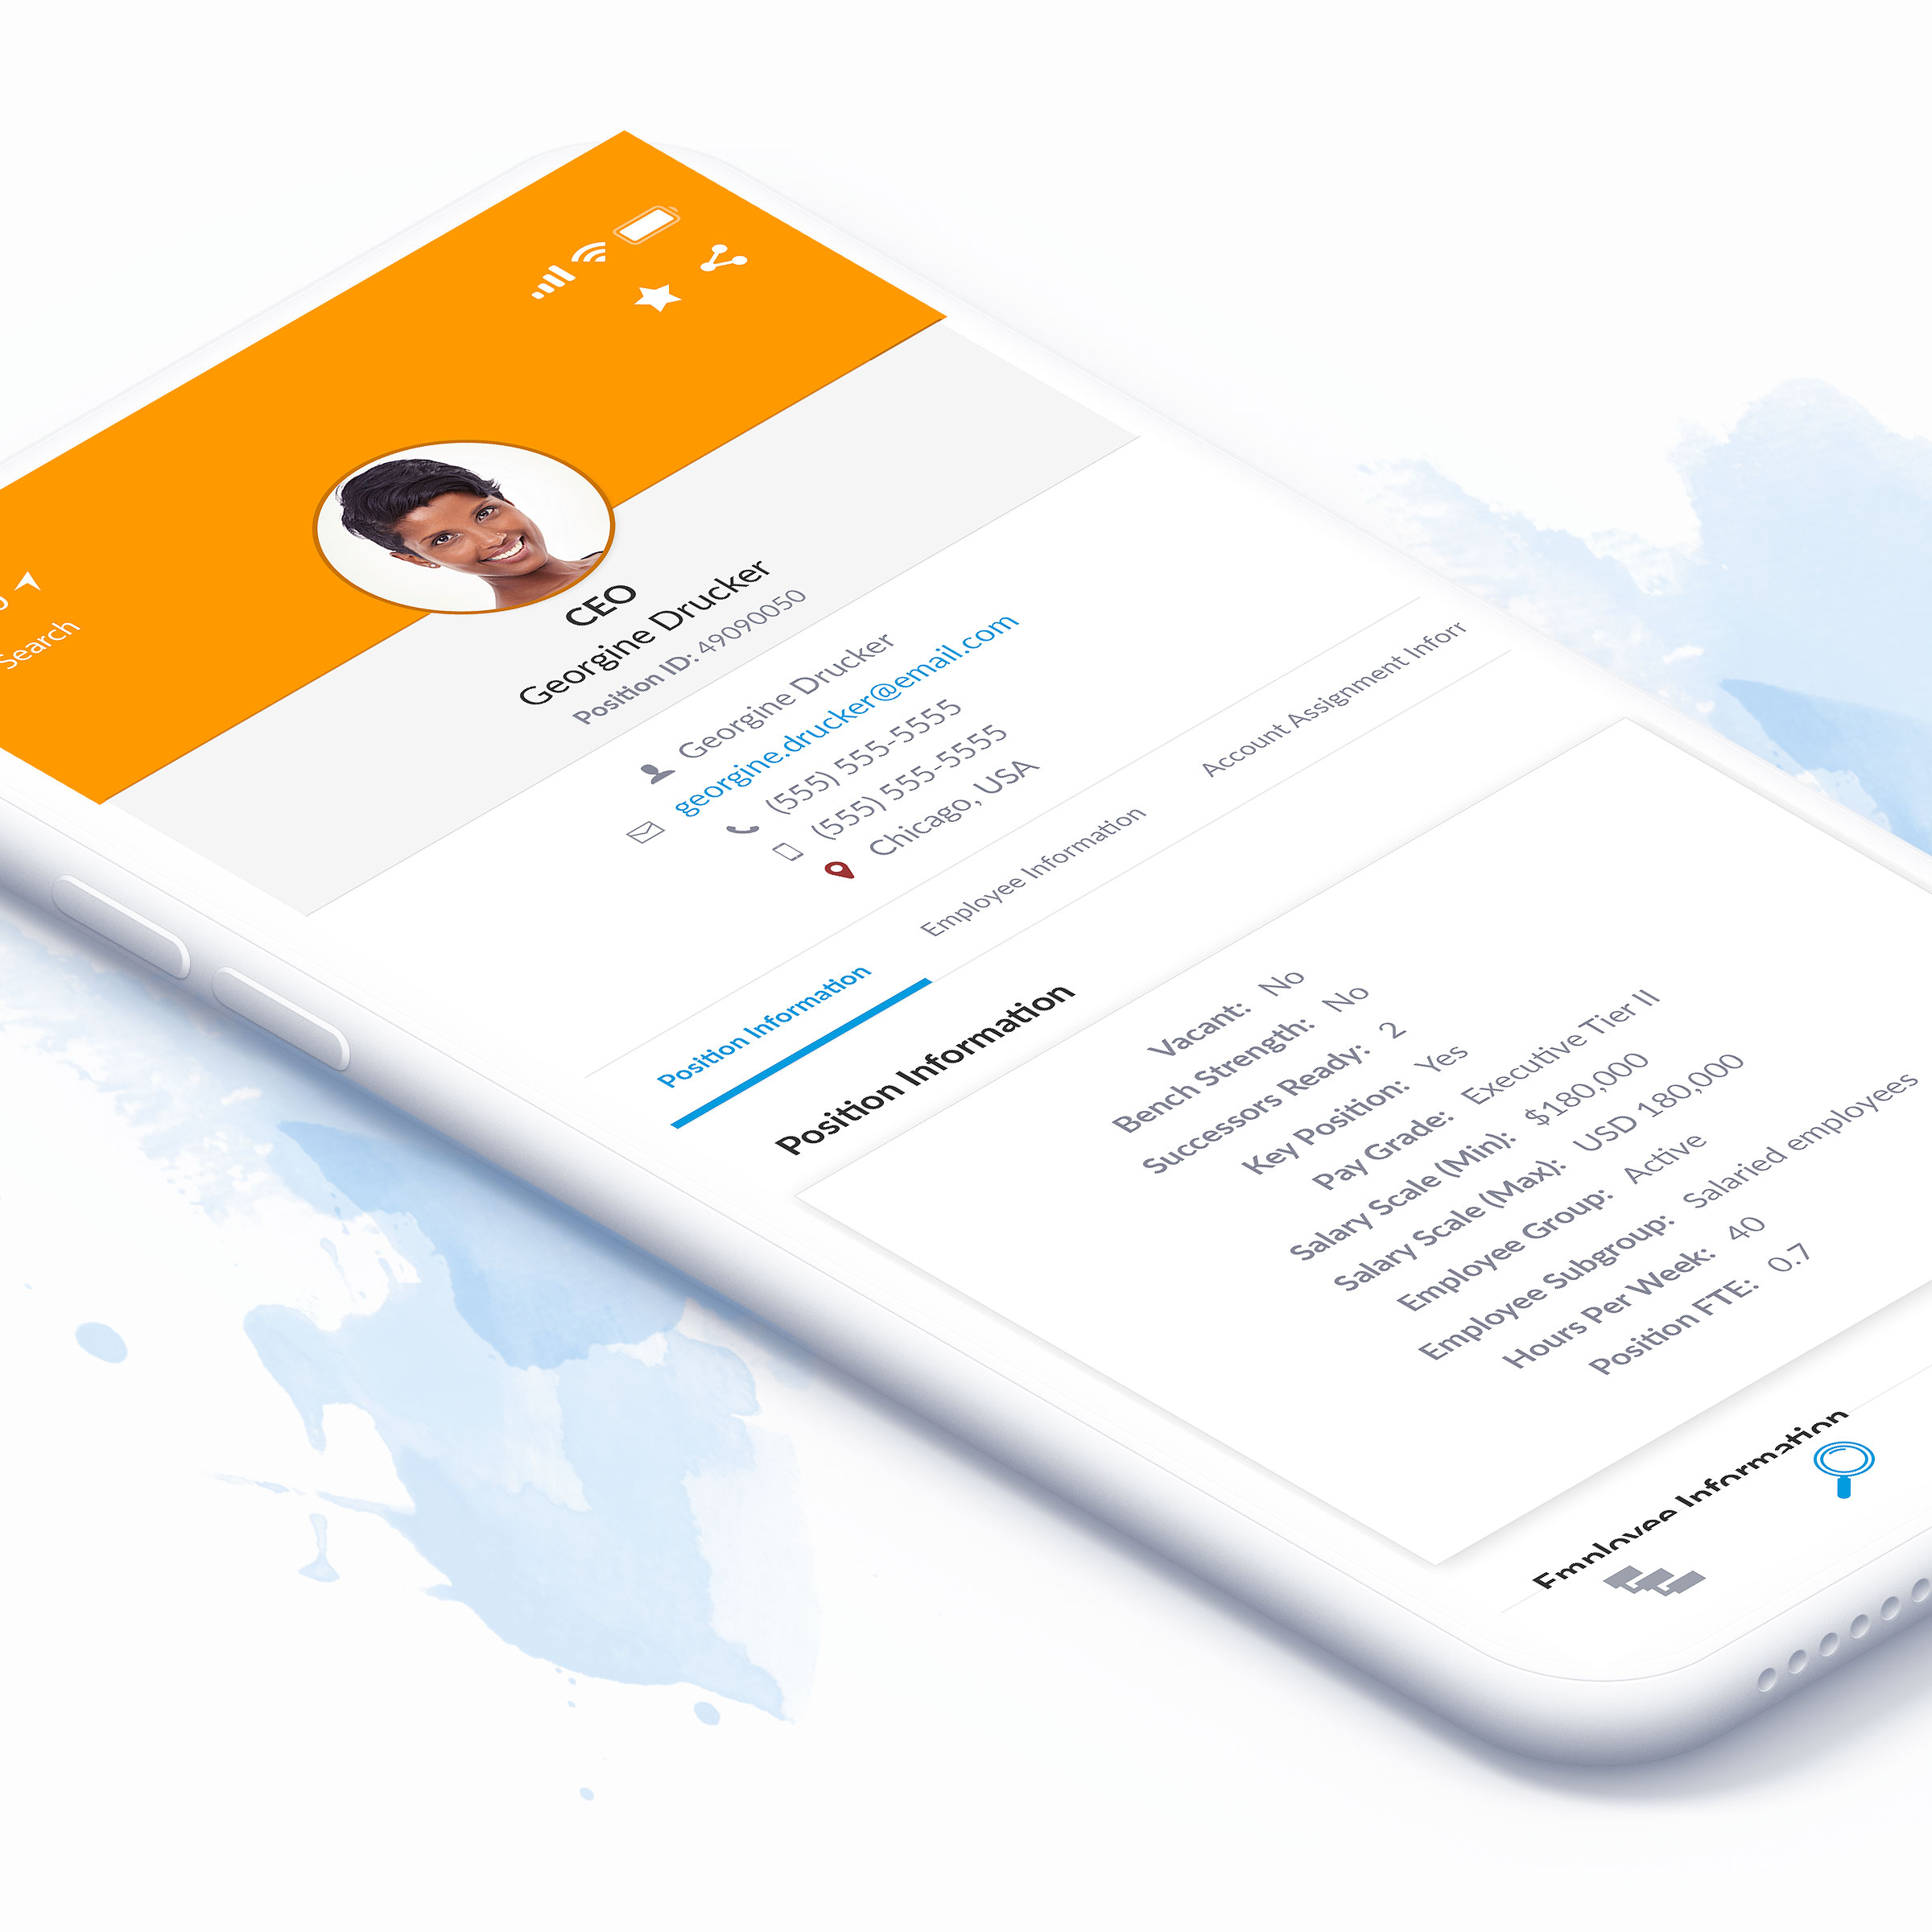 Search
CEO
Georgine Drucker
Position ID: 49090050
Georgine Drucker
georgine.drucker@email.com
(555) 555-5555
(555) 555-5555
Chicago, USA
Position Information Employee Information Account Assignment Inforr
Position Information
Vacant: No
Bench Strength: No
Successors Ready: 2
Key Position: Yes
Pay Grade: Executive Tier II
Salary Scale (Min): $180,000
Salary Scale (Max): USD 180,000
Employee Group: Active
Employee Subgroup: Salaried employees
Hours Per Week: 40
Position FTE: 0.7
Employee Information